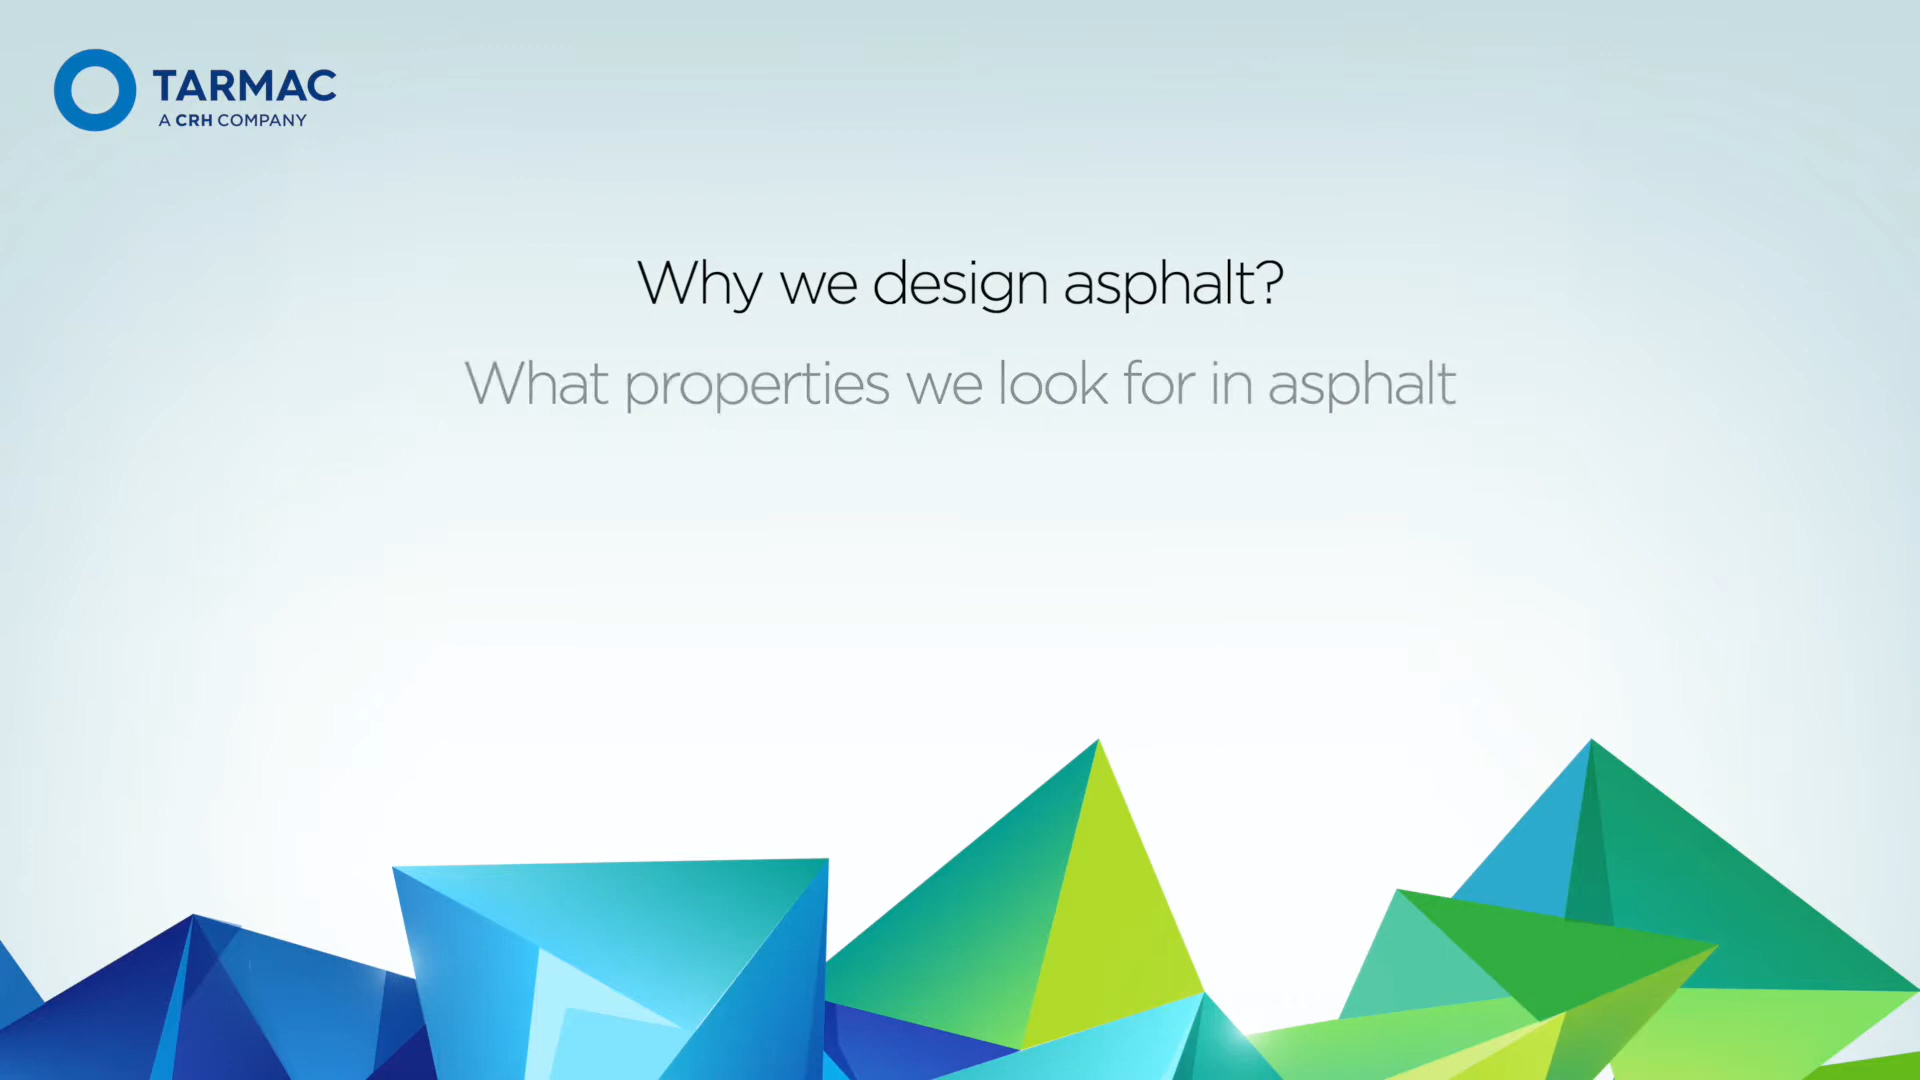 TARMAC
A CRH COMPANY
Why we design asphalt?
What properties we look for in asphalt